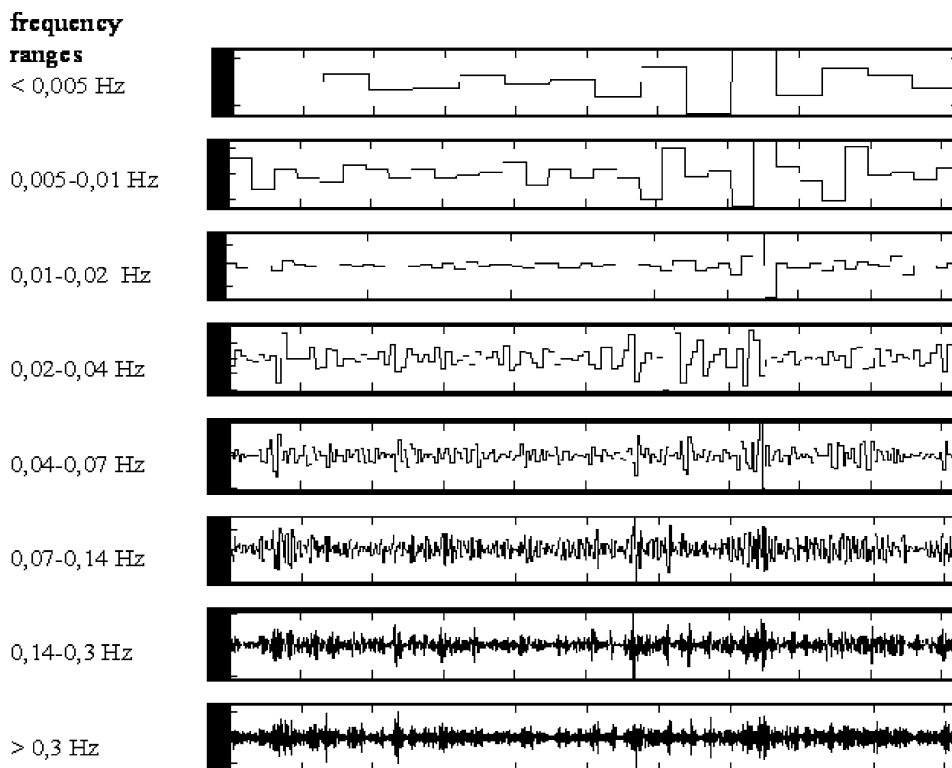 frequency
ranges
< 0,005 Hz
0,005-0,01 Hz
0,01-0,02 Hz
0,02-0,04 Hz
0,04-0,07 Hz
0,07-0,14 Hz
0,14-0,3 Hz
> 0,3 Hz